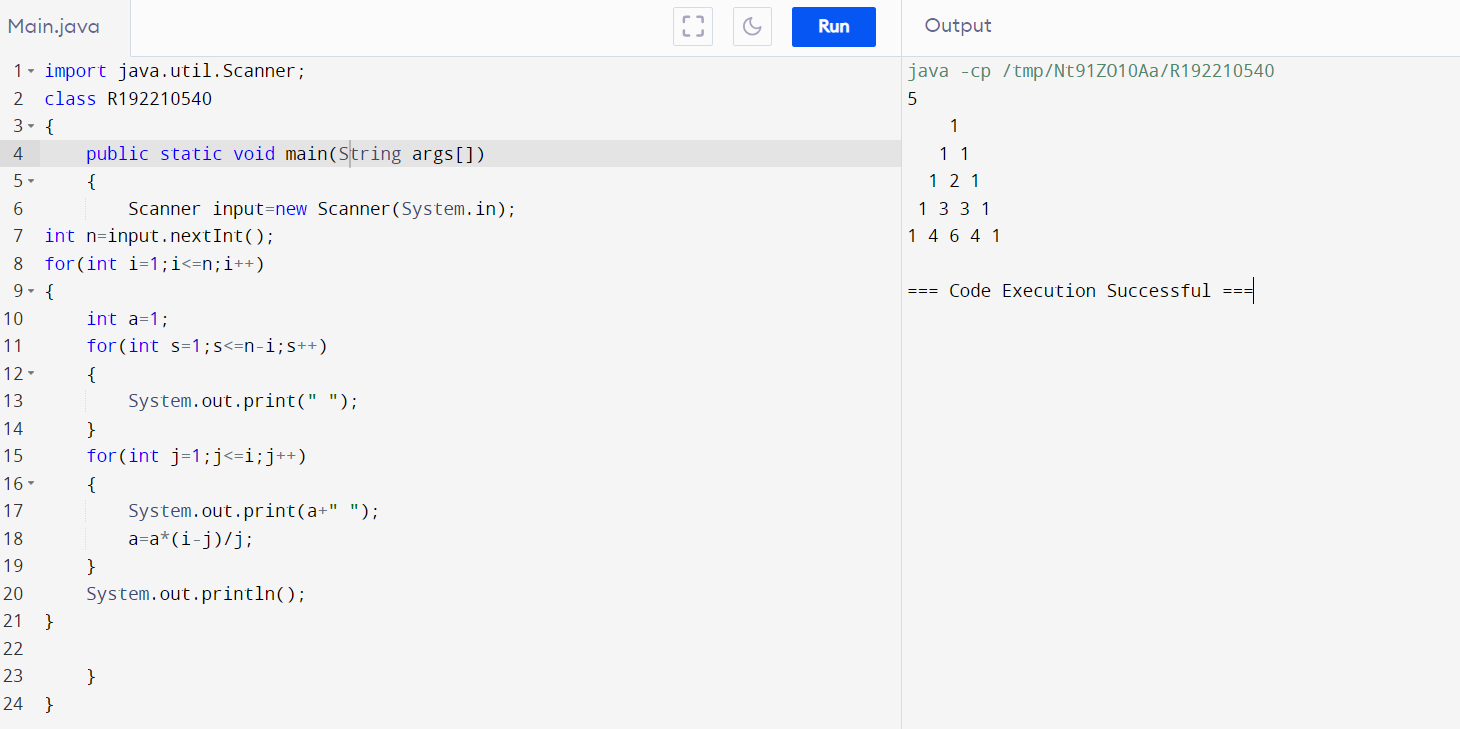 Main.java
Run
Output
1 import java.util.Scanner;
2 class R192210540
3 {
4     public static void main(String args[])
5     {
6         Scanner input=new Scanner(System.in);
7 int n=input.nextInt();
8 for(int i=1;i<=n;i++)
9 {
10     int a=1;
11     for(int s=1;s<=n-i;s++)
12     {
13         System.out.print(" ");
14     }
15     for(int j=1;j<=i;j++)
16     {
17         System.out.print(a+" ");
18         a=a*(i-j)/j;
19     }
20     System.out.println();
21 }
22
23     }
24 }
java -cp /tmp/Nt91ZO10Aa/R192210540
5
    1
   1 1
  1 2 1
 1 3 3 1
1 4 6 4 1
=== Code Execution Successful ===